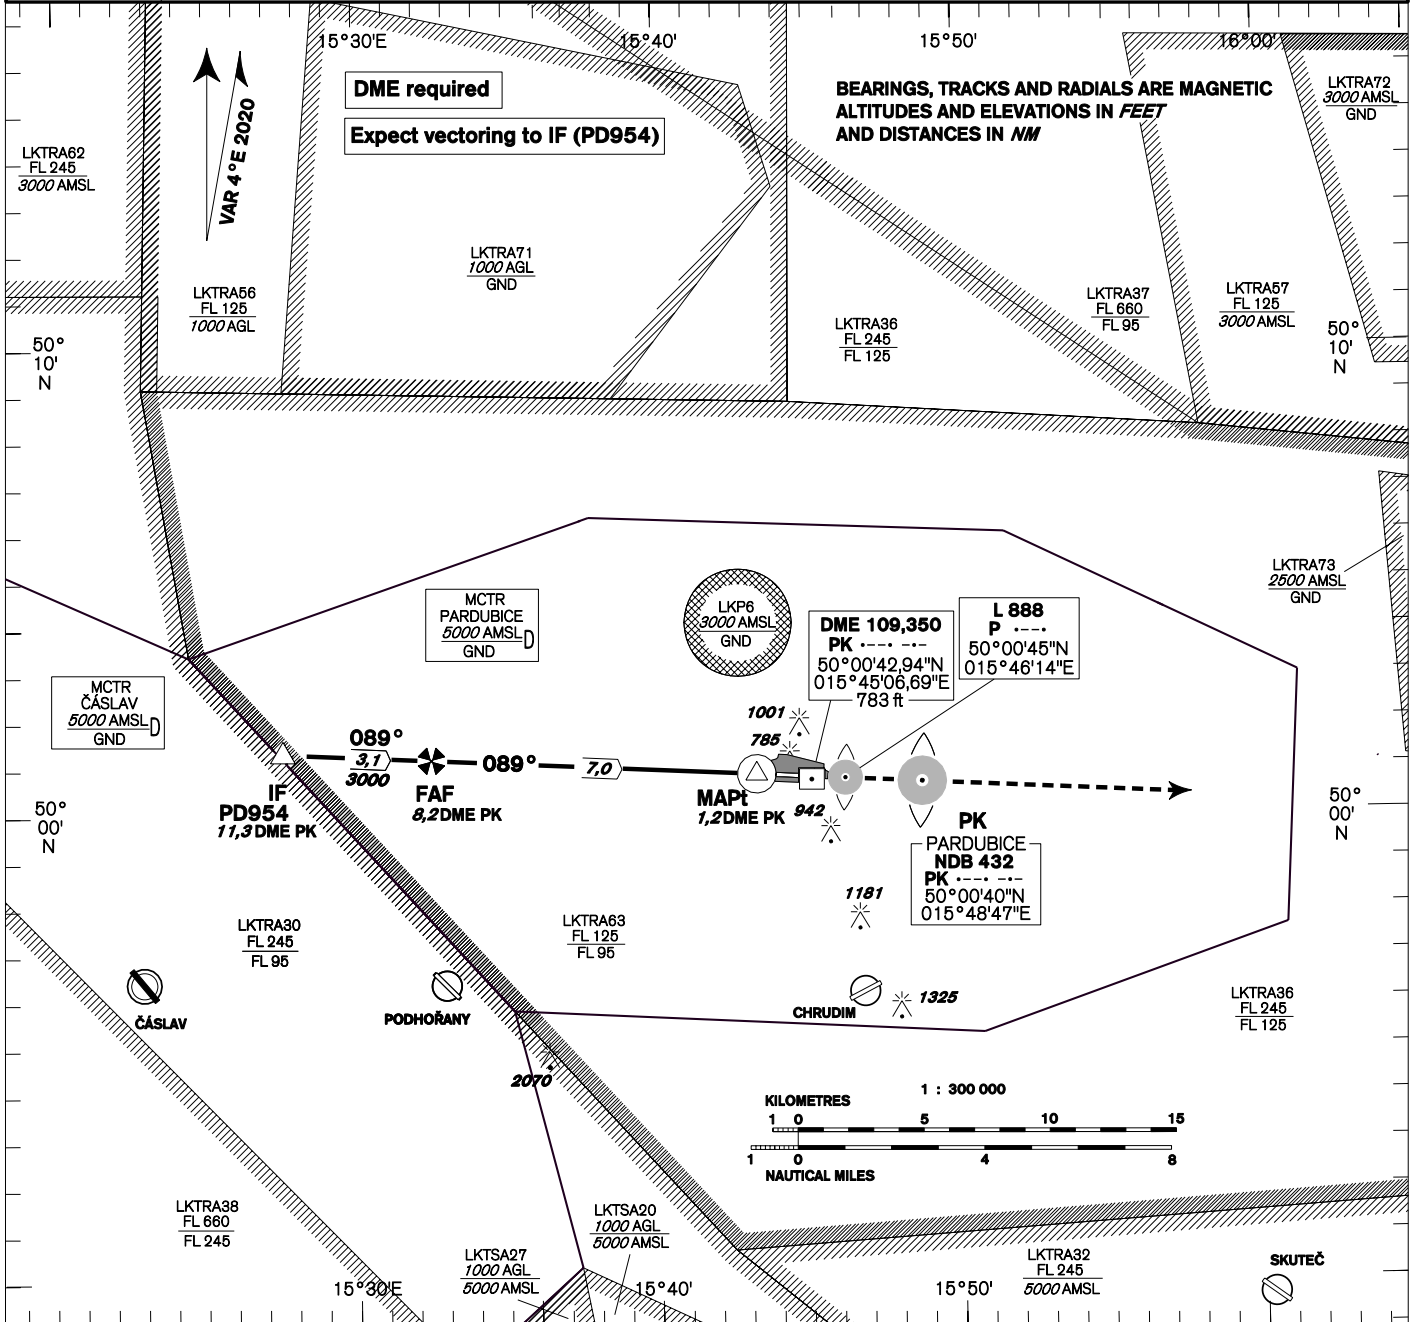 15°30'E
15°40'
15°50'
16°00'
DME required
Expect vectoring to IF (PD954)
BEARINGS, TRACKS AND RADIALS ARE MAGNETIC
ALTITUDES AND ELEVATIONS IN FEET
AND DISTANCES IN NM
VAR 4°E 2020
LKTRA72
3000 AMSL
GND
LKTRA62
FL 245
3000 AMSL
LKTRA71
1000 AGL
GND
LKTRA56
FL 125
1000 AGL
LKTRA36
FL 245
FL 125
LKTRA37
FL 660
FL 95
LKTRA57
FL 125
3000 AMSL
50°
10'
N
50°
10'
N
LKTRA73
2500 AMSL
GND
MCTR
PARDUBICE
5000 AMSL D
GND
LKP6
3000 AMSL
GND
DME 109,350
PK ·−−· −·−
50°00'42,94"N
015°45'06,69"E
783 ft
L 888
P ·−−·
50°00'45"N
015°46'14"E
MCTR
ČÁSLAV
5000 AMSL D
GND
1001
785
089°
3,1
3000
089°
7,0
IF
PD954
11,3 DME PK
FAF
8,2 DME PK
MAPt
1,2 DME PK
942
PK
PARDUBICE
NDB 432
PK ·−−· −·−
50°00'40"N
015°48'47"E
50°
00'
N
50°
00'
N
1181
LKTRA30
FL 245
FL 95
LKTRA63
FL 125
FL 95
ČÁSLAV
PODHOŘANY
CHRUDIM
1325
LKTRA36
FL 245
FL 125
2070
1 : 300 000
KILOMETRES
1 0 5 10 15
1 0 4 8
NAUTICAL MILES
LKTRA38
FL 660
FL 245
LKTSA20
1000 AGL
5000 AMSL
LKTSA27
1000 AGL
5000 AMSL
LKTRA32
FL 245
5000 AMSL
SKUTEČ
15°30'E
15°40'
15°50'